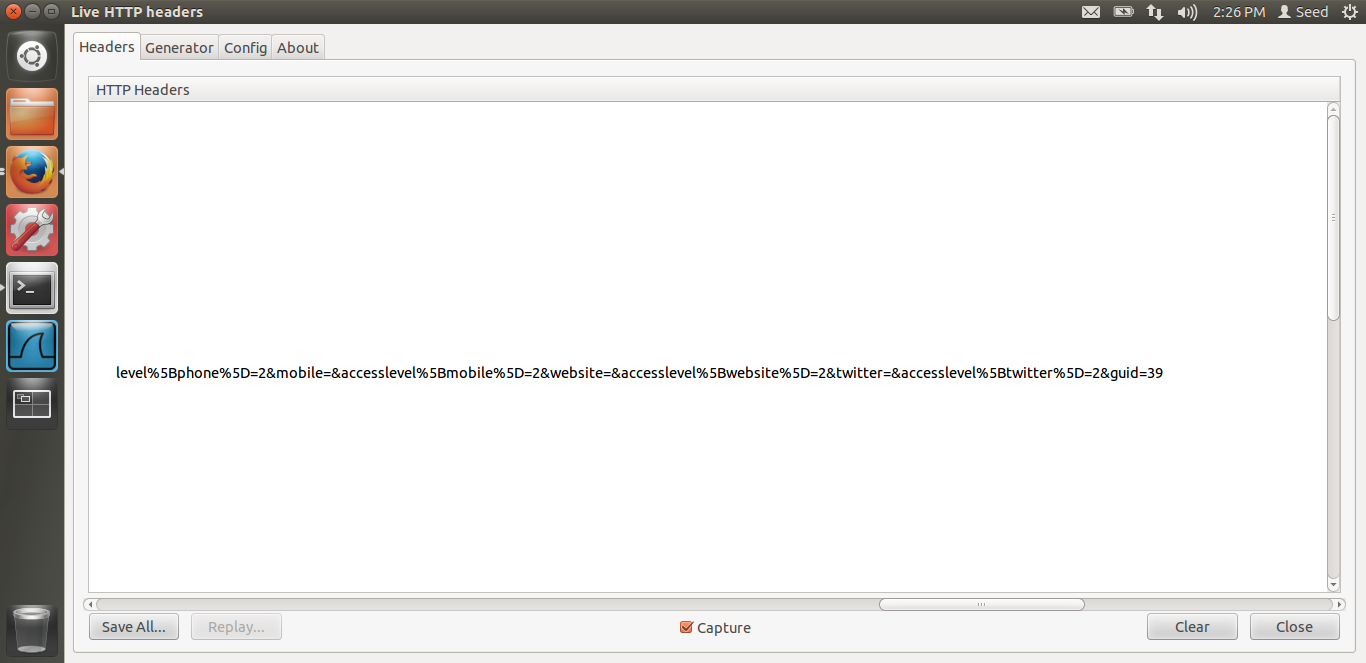 Live HTTP headers
2:26 PM Seed
Headers Generator Config About
HTTP Headers
level%5Bphone%5D=2&mobile=&accesslevel%5Bmobile%5D=2&website=&accesslevel%5Bwebsite%5D=2&twitter=&accesslevel%5Btwitter%5D=2&guid=39
Save All... Replay... Capture Clear Close